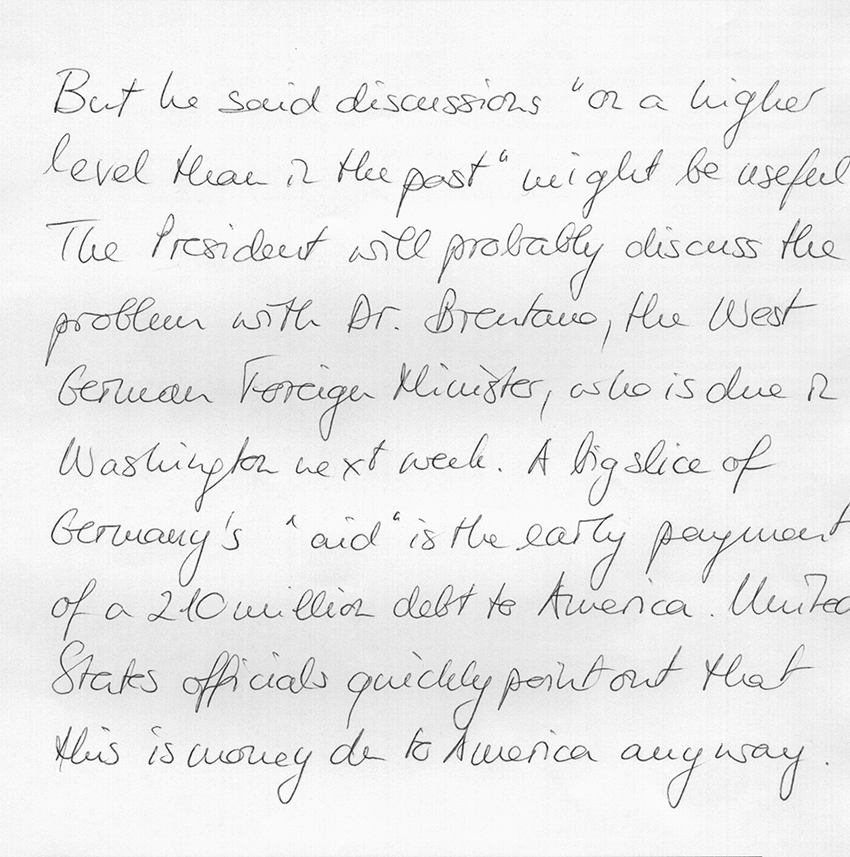 But he said discussions "on a higher
level than in the past" might be useful
The President will probably discuss the
problem with Dr. Brentano, the West
German Foreign Minister, who is due in
Washington next week. A big slice of
Germany's "aid" is the early payment
of a 210 million debt to America. United
States officials quickly point out that
this is money du to America anyway.